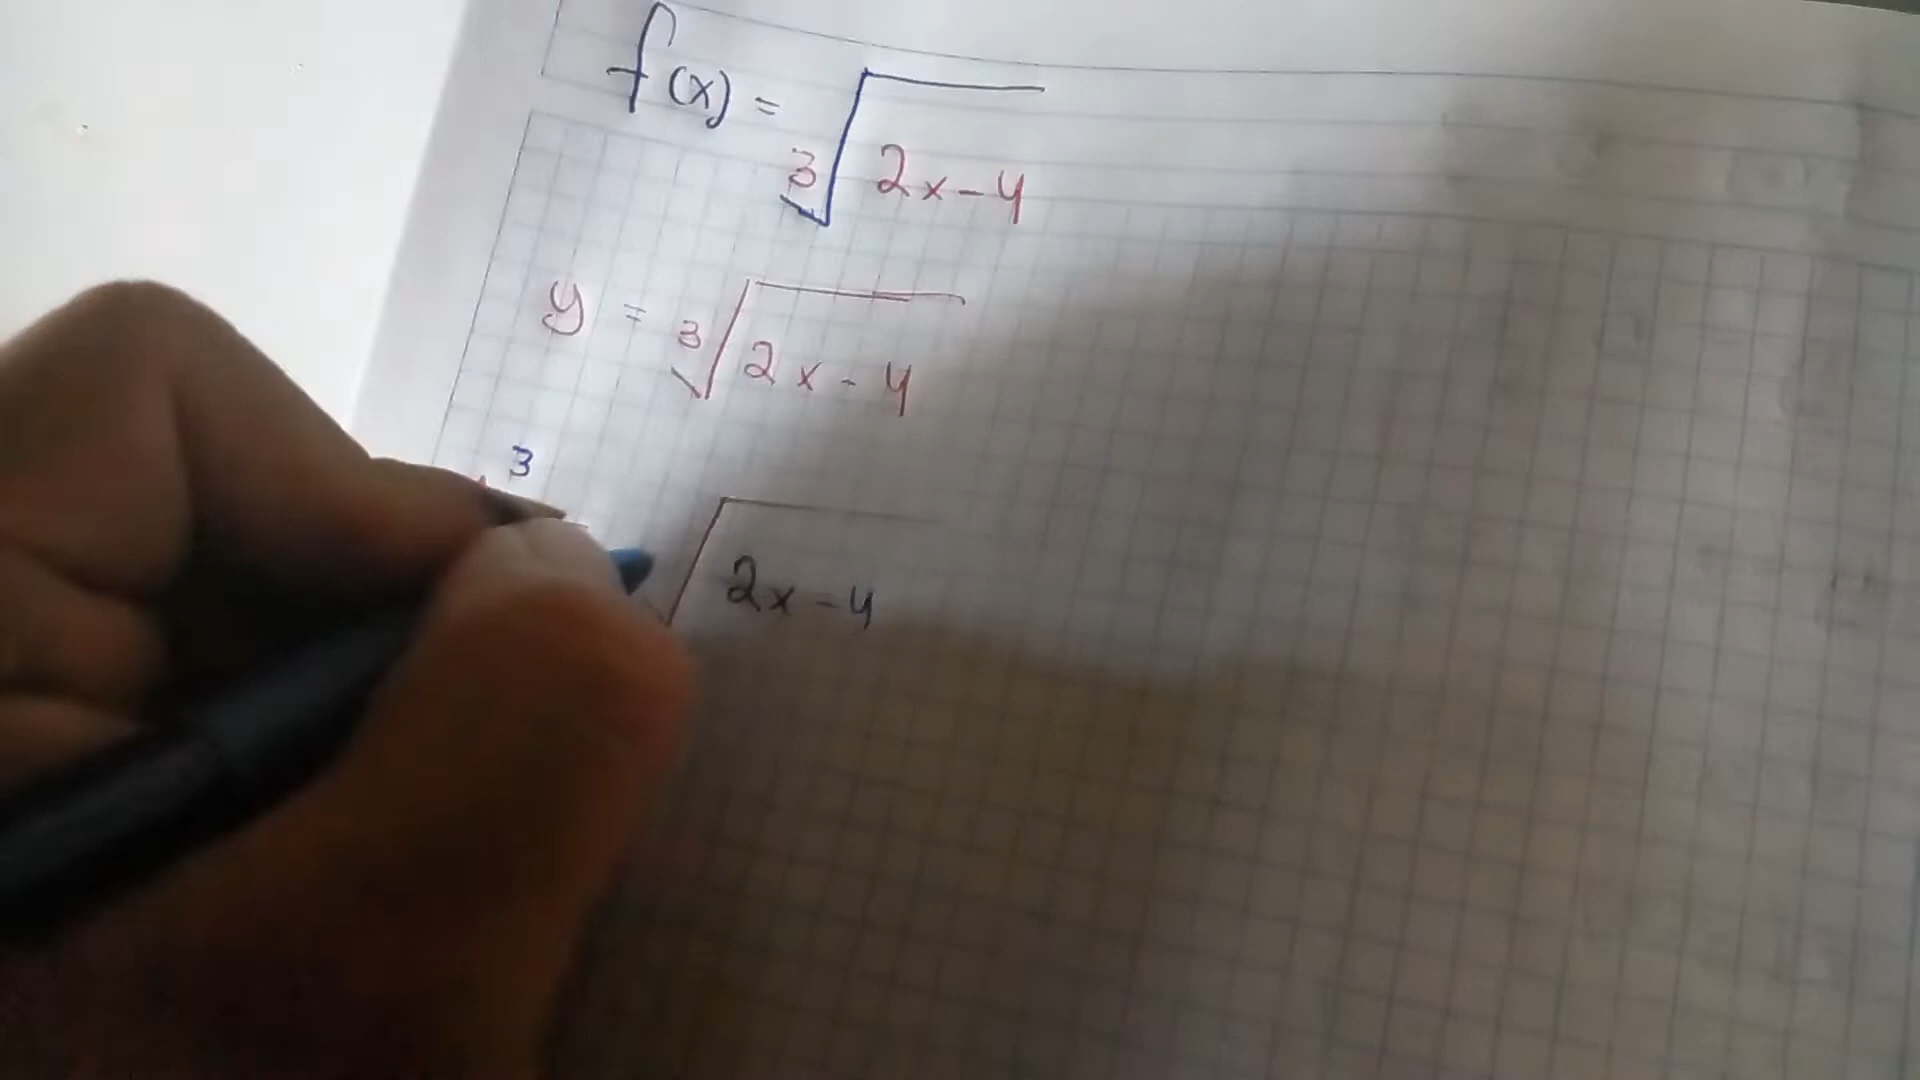 f(x) = ∛(2x-4)
y = ∛(2x-4)
3 √(2x-4)